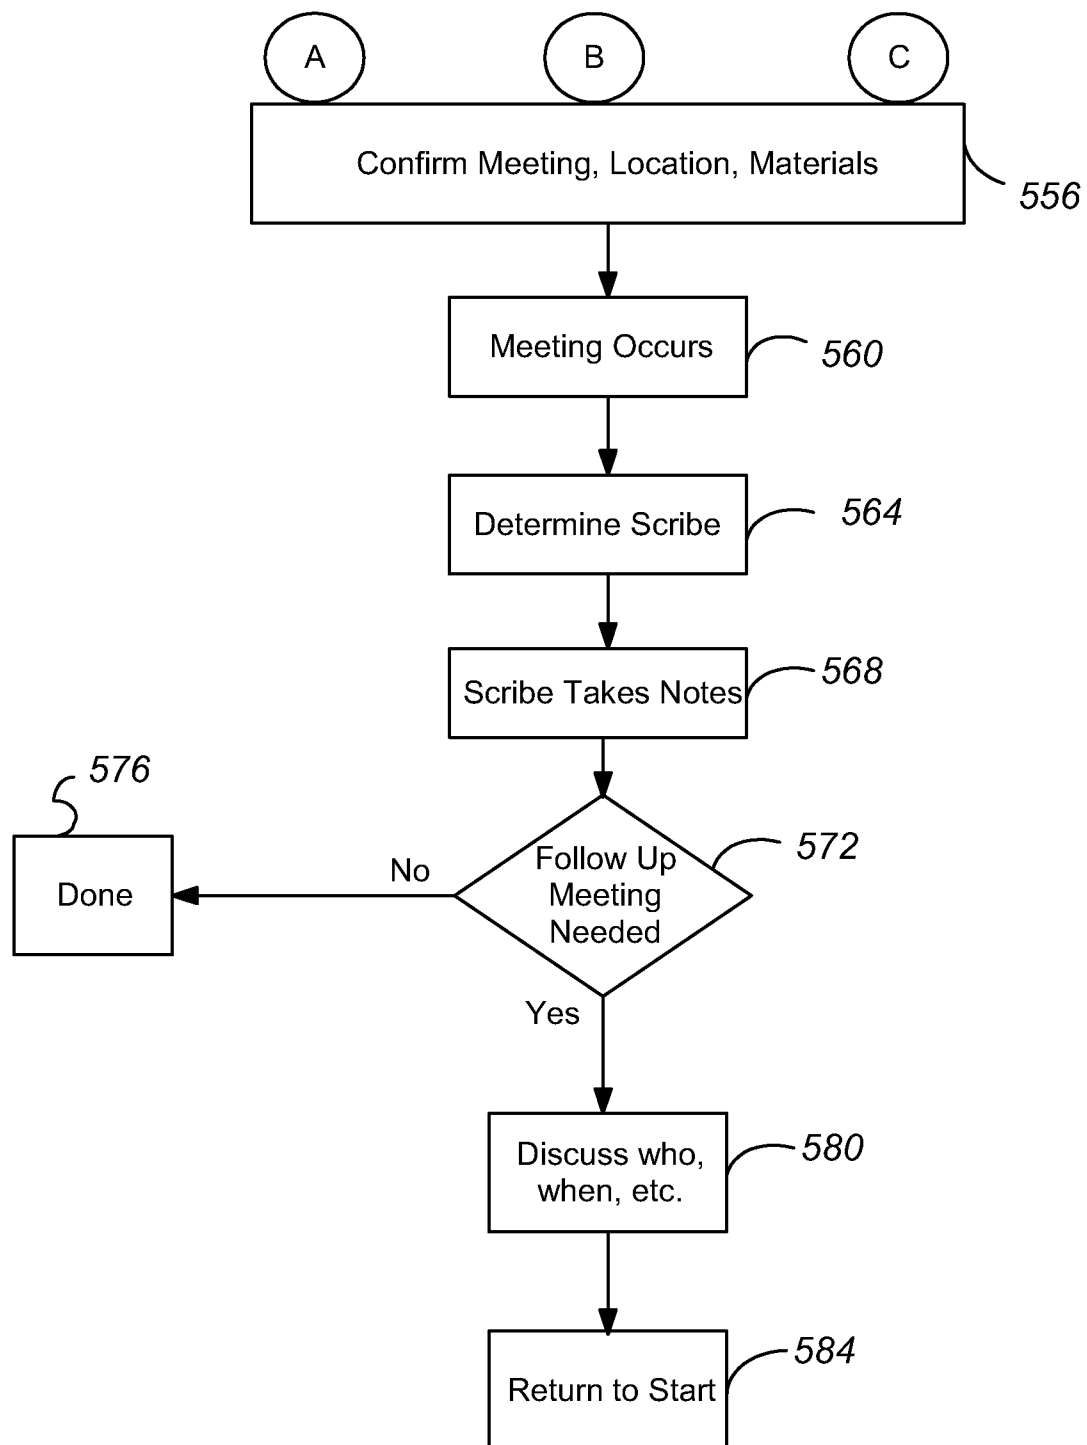 A
B
C
Confirm Meeting, Location, Materials
556
Meeting Occurs
560
Determine Scribe
564
Scribe Takes Notes
568
576
Done
No
Follow Up
Meeting
Needed
572
Yes
Discuss who,
when, etc.
580
Return to Start
584